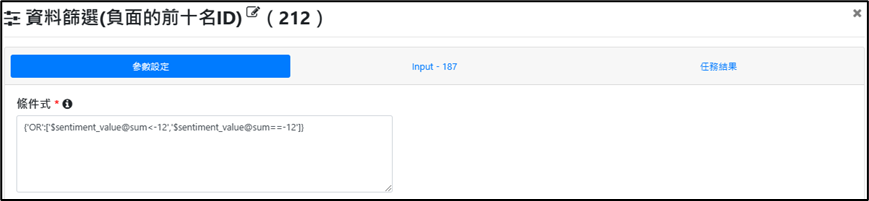 資料篩選(負面的前十名ID)（212）
參數設定
Input - 187
任務結果
條件式 *
{'OR':['$sentiment_value@sum<-12','$sentiment_value@sum==-12']}